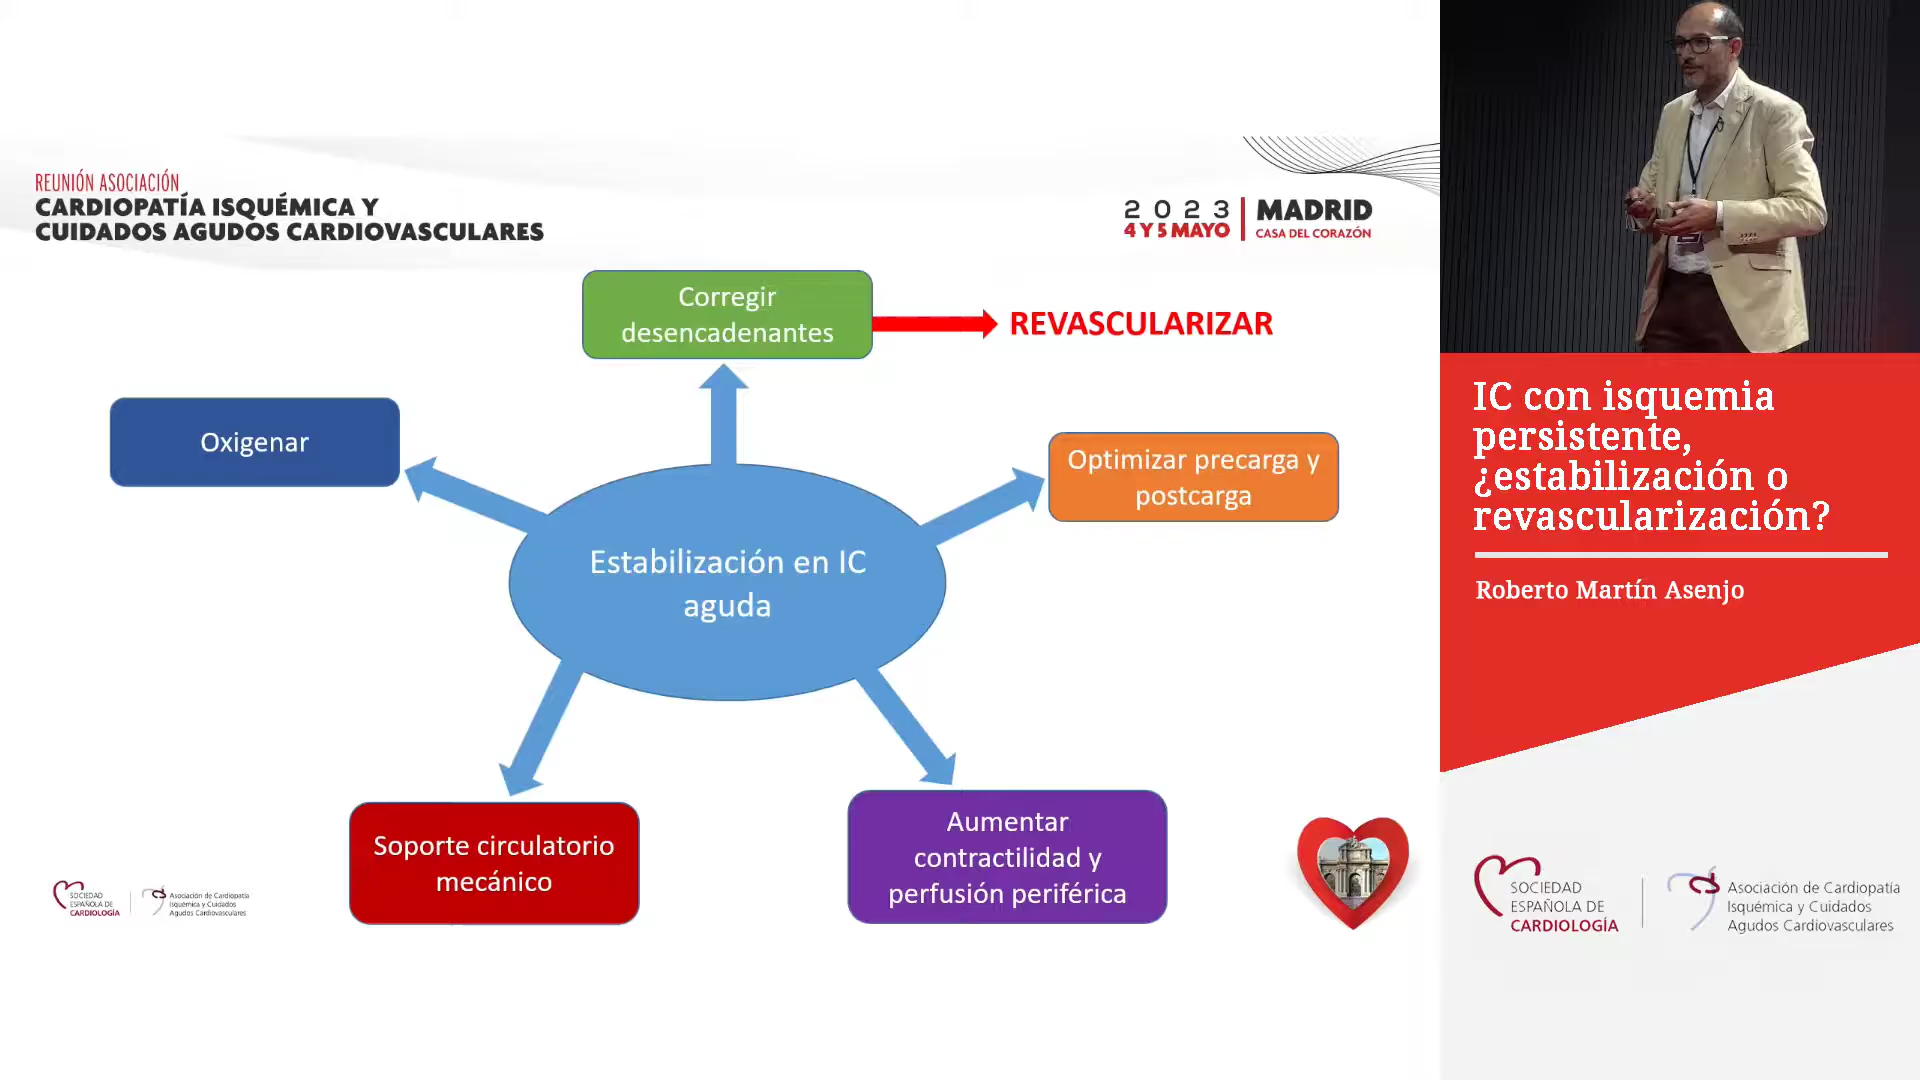 REUNIÓN ASOCIACIÓN
CARDIOPATÍA ISQUÉMICA Y
CUIDADOS AGUDOS CARDIOVASCULARES
2023
4 Y 5 MAYO
MADRID
CASA DEL CORAZÓN
Corregir
desencadenantes
REVASCULARIZAR
Oxigenar
Optimizar precarga y
postcarga
Estabilización en IC
aguda
Soporte circulatorio
mecánico
Aumentar
contractilidad y
perfusión periférica
SOCIEDAD
ESPAÑOLA DE
CARDIOLOGÍA
Asociación de Cardiopatía
Isquémica y Cuidados
Agudos Cardiovasculares
IC con isquemia
persistente,
¿estabilización o
revascularización?
Roberto Martín Asenjo
SOCIEDAD
ESPAÑOLA DE
CARDIOLOGÍA
Asociación de Cardiopatía
Isquémica y Cuidados
Agudos Cardiovasculares